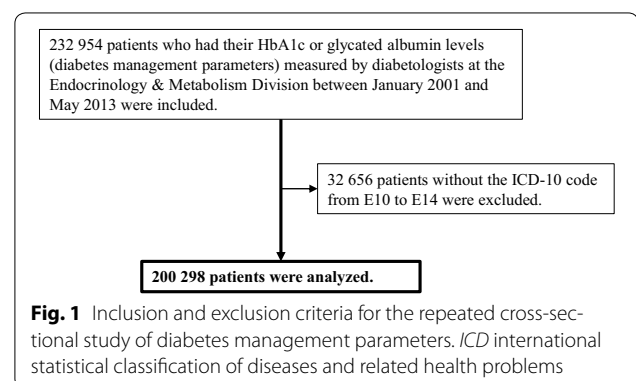 232 954 patients who had their HbA1c or glycated albumin levels
(diabetes management parameters) measured by diabetologists at the
Endocrinology & Metabolism Division between January 2001 and
May 2013 were included.
32 656 patients without the ICD-10 code
from E10 to E14 were excluded.
200 298 patients were analyzed.
Fig. 1 Inclusion and exclusion criteria for the repeated cross-sec-
tional study of diabetes management parameters. ICD international
statistical classification of diseases and related health problems